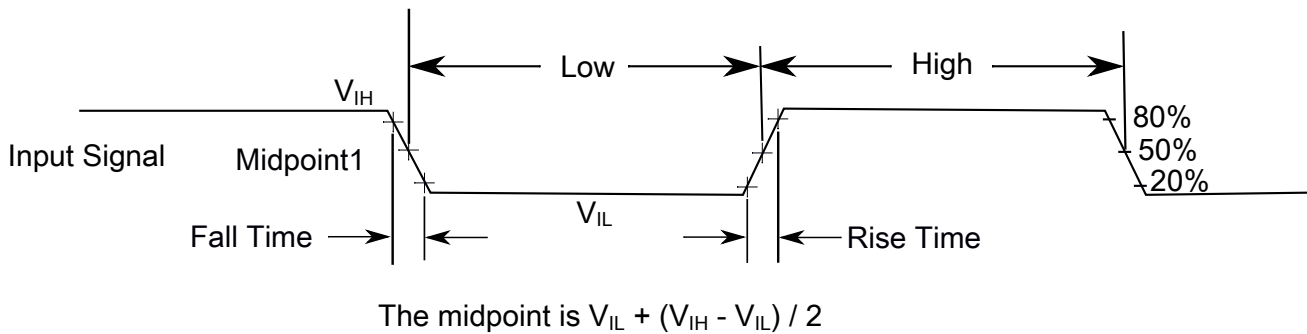 Low
High
VIH
80%
Input Signal
Midpoint1
50%
20%
VIL
Fall Time
Rise Time
The midpoint is VIL + (VIH - VIL) / 2